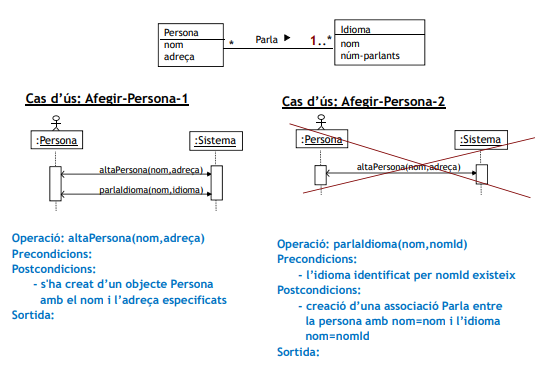 Persona
nom
adreça
*
Parla
1..*
Idioma
nom
núm-parlants
Cas d'ús: Afegir-Persona-1
:Persona
:Sistema
altaPersona(nom,adreça)
parlaIdioma(nom,Idioma)
Operació: altaPersona(nom,adreça)
Precondicions:
Postcondicions:
- s'ha creat d'un objecte Persona
amb el nom i l'adreça especificats
Sortida:
Cas d'ús: Afegir-Persona-2
:Persona
:Sistema
altaPersona(nom,adreça)
Operació: parlaIdioma(nom,nomId)
Precondicions:
- l'idioma identificat per nomId existeix
Postcondicions:
- creació d'una associació Parla entre
la persona amb nom=nom i l'idioma
nom=nomId
Sortida: